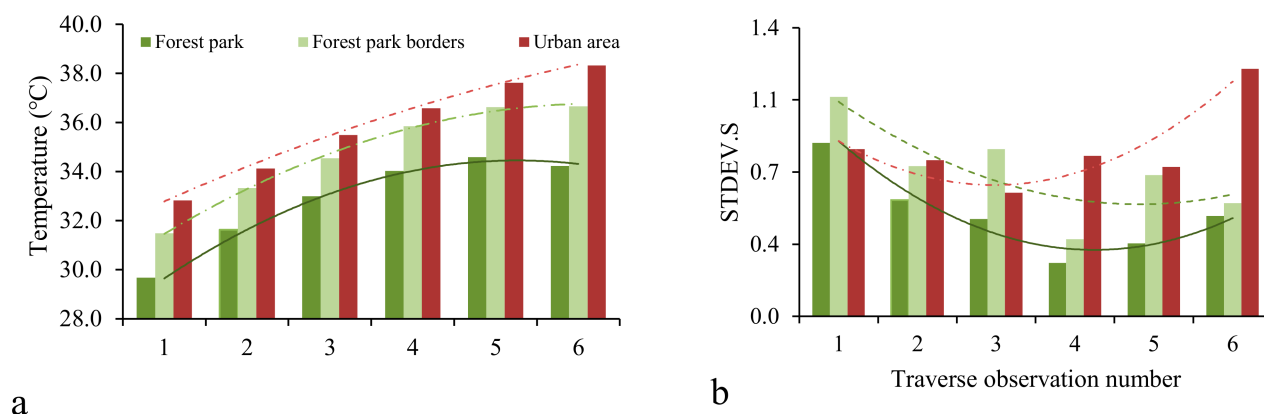 40.0
38.0
36.0
34.0
32.0
30.0
28.0
Temperature (°C)
Forest park
Forest park borders
Urban area
1 2 3 4 5 6
a
1.4
1.1
0.7
0.4
0.0
STDEV.S
1 2 3 4 5 6
Traverse observation number
b